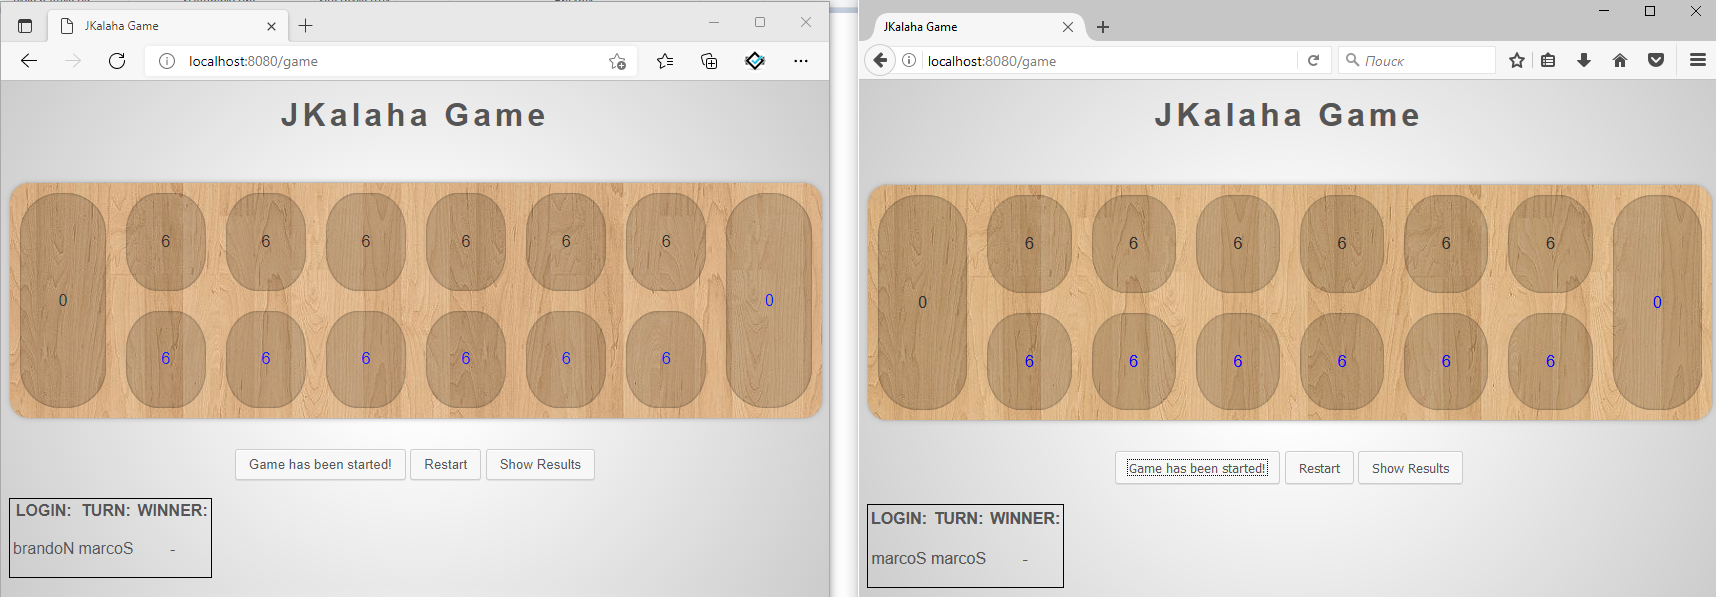 JKalaha Game
localhost:8080/game
JKalaha Game
6 6 6 6 6 6
0 0
6 6 6 6 6 6
Game has been started! Restart Show Results
LOGIN: TURN: WINNER:
brandoN marcoS -
JKalaha Game
localhost:8080/game
Поиск
JKalaha Game
6 6 6 6 6 6
0 0
6 6 6 6 6 6
Game has been started! Restart Show Results
LOGIN: TURN: WINNER:
marcoS marcoS -